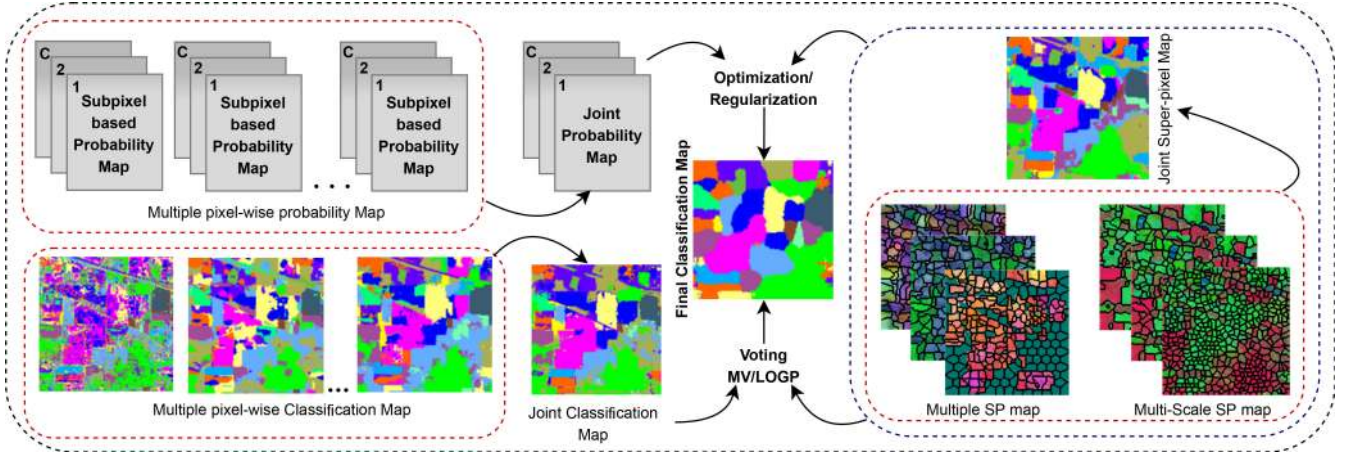 C
2
1
Subpixel
based
Probability
Map
C
2
1
Subpixel
based
Probability
Map
. . .
C
2
1
Subpixel
based
Probability
Map
Multiple pixel-wise probability Map
C
2
1
Joint
Probability
Map
Optimization/
Regularization
Final Classification Map
Joint Super-pixel Map
...
Multiple pixel-wise Classification Map
Joint Classification
Map
Voting
MV/LOGP
Multiple SP map
Multi-Scale SP map